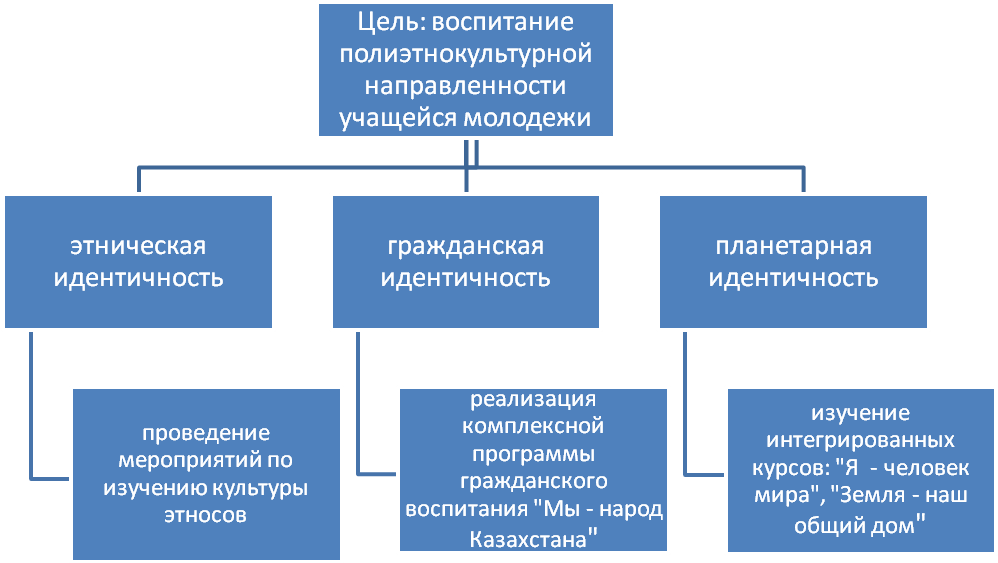 Цель: воспитание
полиэтнокультурной
направленности
учащейся молодежи
этническая
идентичность
гражданская
идентичность
планетарная
идентичность
проведение
мероприятий по
изучению культуры
этносов
реализация
комплексной
программы
гражданского
воспитания "Мы - народ
Казахстана"
изучение
интегрированных
курсов: "Я  - человек
мира", "Земля - наш
общий дом"